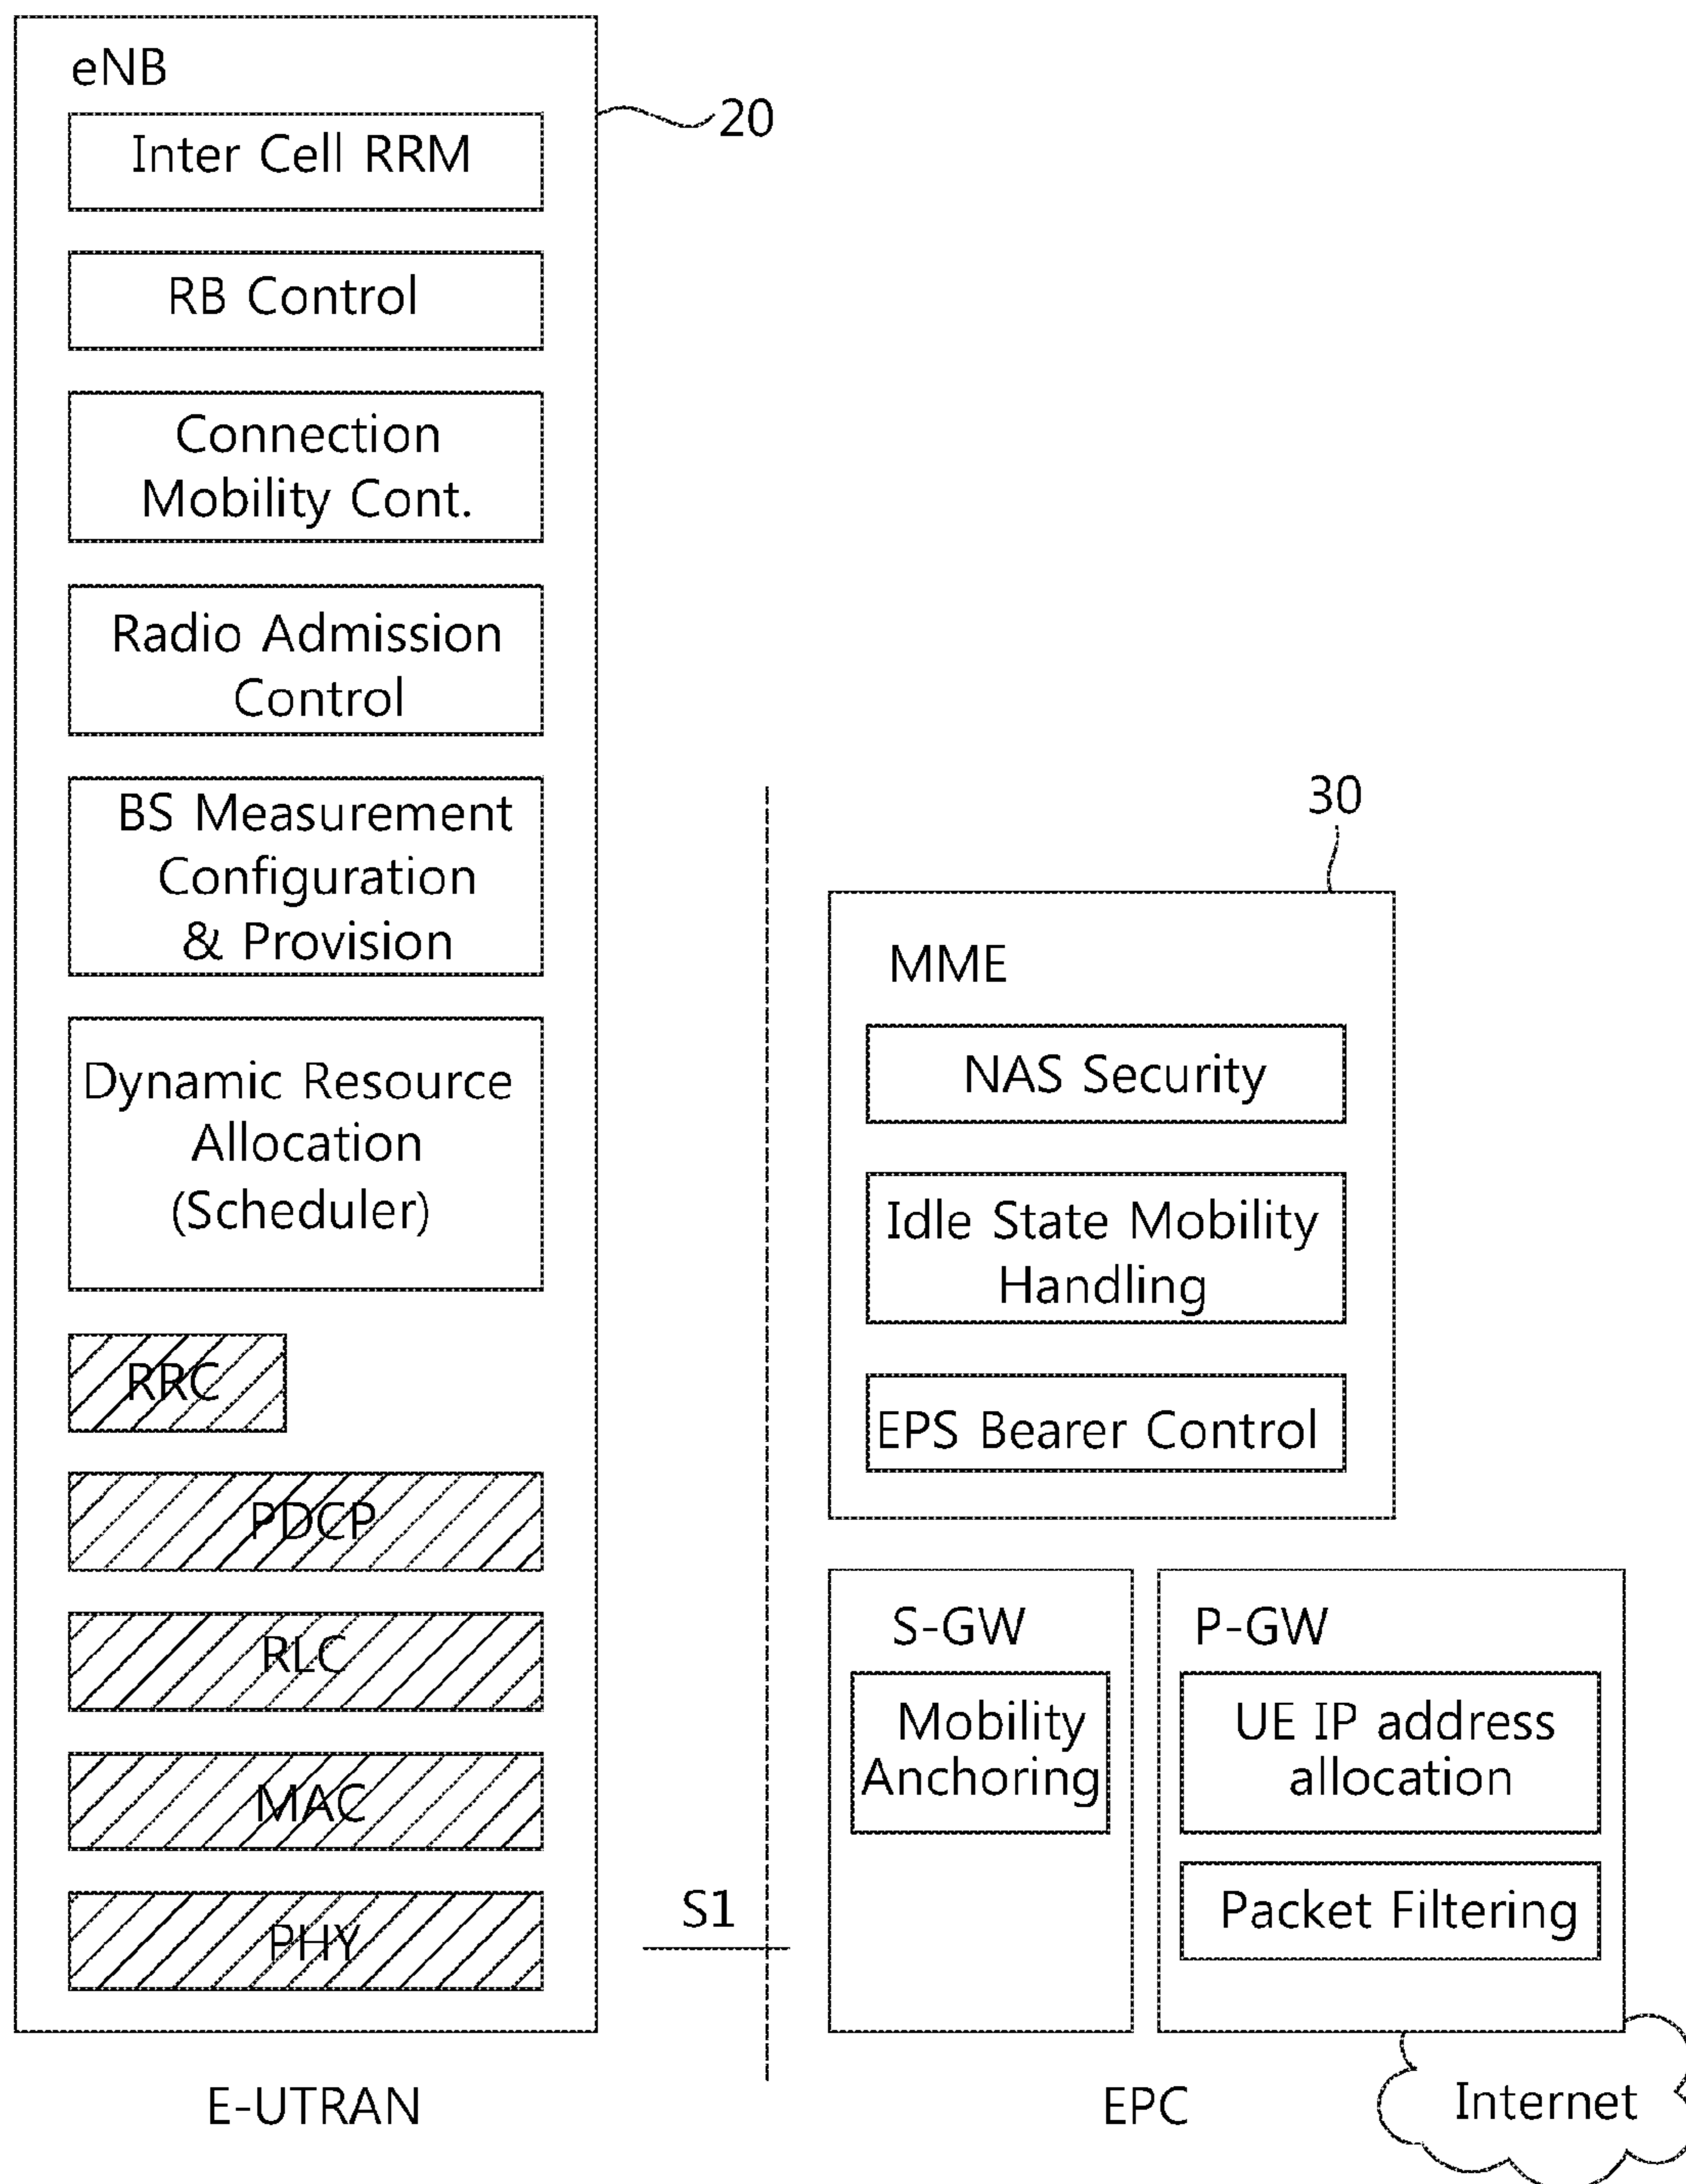 eNB
20
Inter Cell RRM
RB Control
Connection
Mobility Cont.
Radio Admission
Control
BS Measurement
Configuration
& Provision
Dynamic Resource
Allocation
(Scheduler)
RRC
PDCP
RLC
MAC
PHY
E-UTRAN
S1
30
MME
NAS Security
Idle State Mobility
Handling
EPS Bearer Control
S-GW
Mobility
Anchoring
P-GW
UE IP address
allocation
Packet Filtering
EPC
Internet